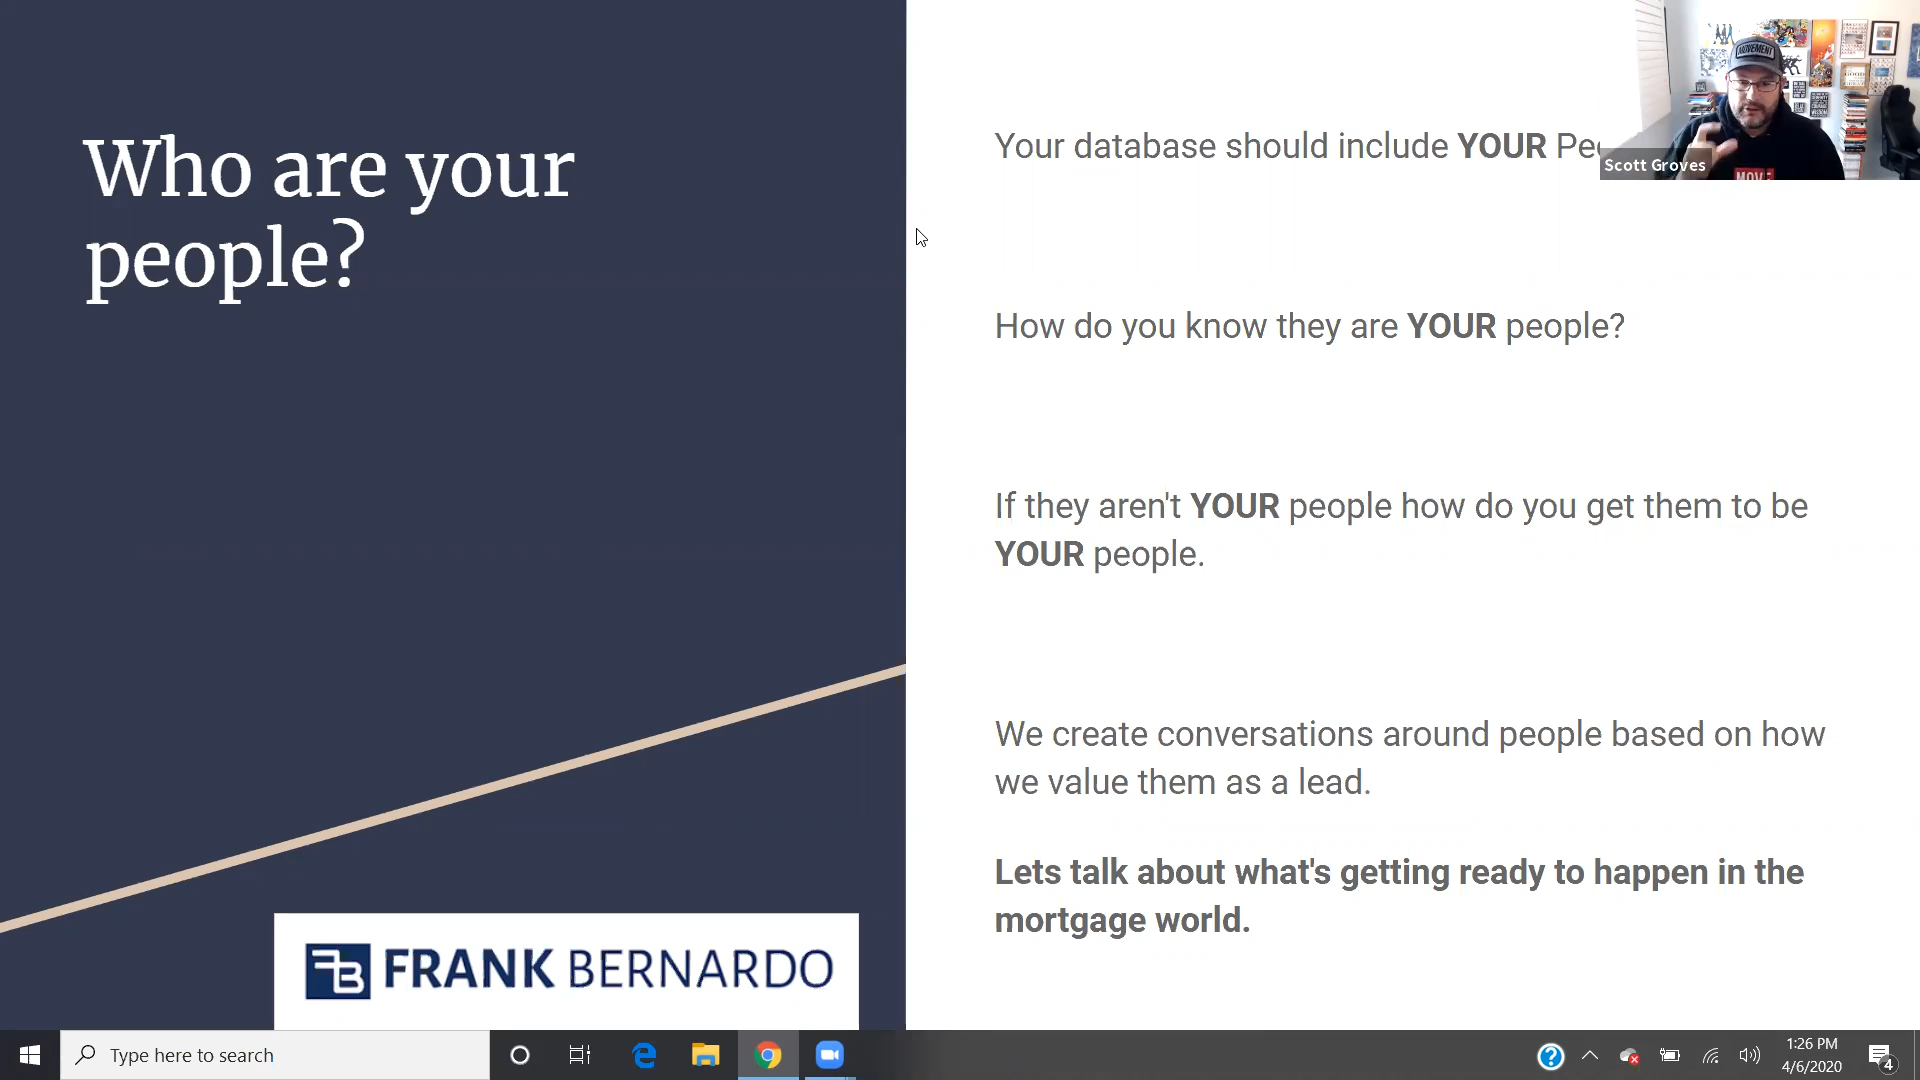 Who are your
people?
Your database should include YOUR
How do you know they are YOUR people?
If they aren't YOUR people how do you get them to be
YOUR people.
We create conversations around people based on how
we value them as a lead.
Lets talk about what's getting ready to happen in the
mortgage world.
FB FRANK BERNARDO
MOVEMENT
Scott Groves
Type here to search
1:26 PM
4/6/2020
4